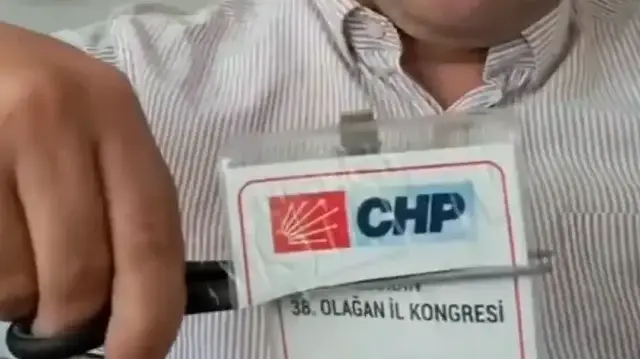 CHP
38. OLAĞAN İL KONGRESİ